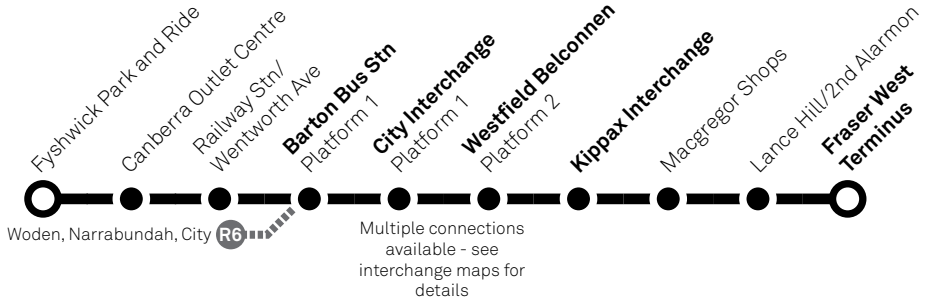 Fyshwick Park and Ride
Canberra Outlet Centre
Railway Stn/
Wentworth Ave
Barton Bus Stn
Platform 1
City Interchange
Platform 1
Westfield Belconnen
Platform 2
Kippax Interchange
Macgregor Shops
Lance Hill/2nd Alarmon
Fraser West
Terminus
Woden, Narrabundah, City R6
Multiple connections
available - see
interchange maps for
details